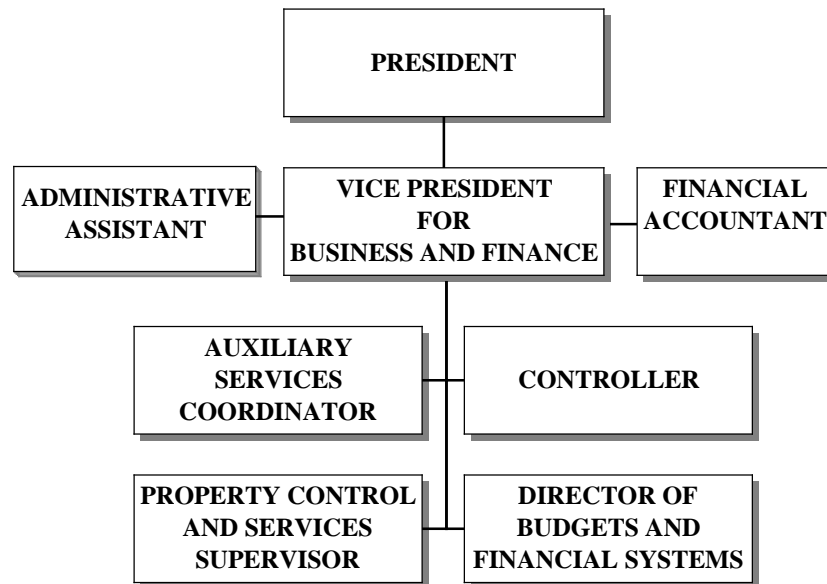 PRESIDENT
ADMINISTRATIVE
ASSISTANT
VICE PRESIDENT
FOR
BUSINESS AND FINANCE
FINANCIAL
ACCOUNTANT
AUXILIARY
SERVICES
COORDINATOR
CONTROLLER
PROPERTY CONTROL
AND SERVICES
SUPERVISOR
DIRECTOR OF
BUDGETS AND
FINANCIAL SYSTEMS